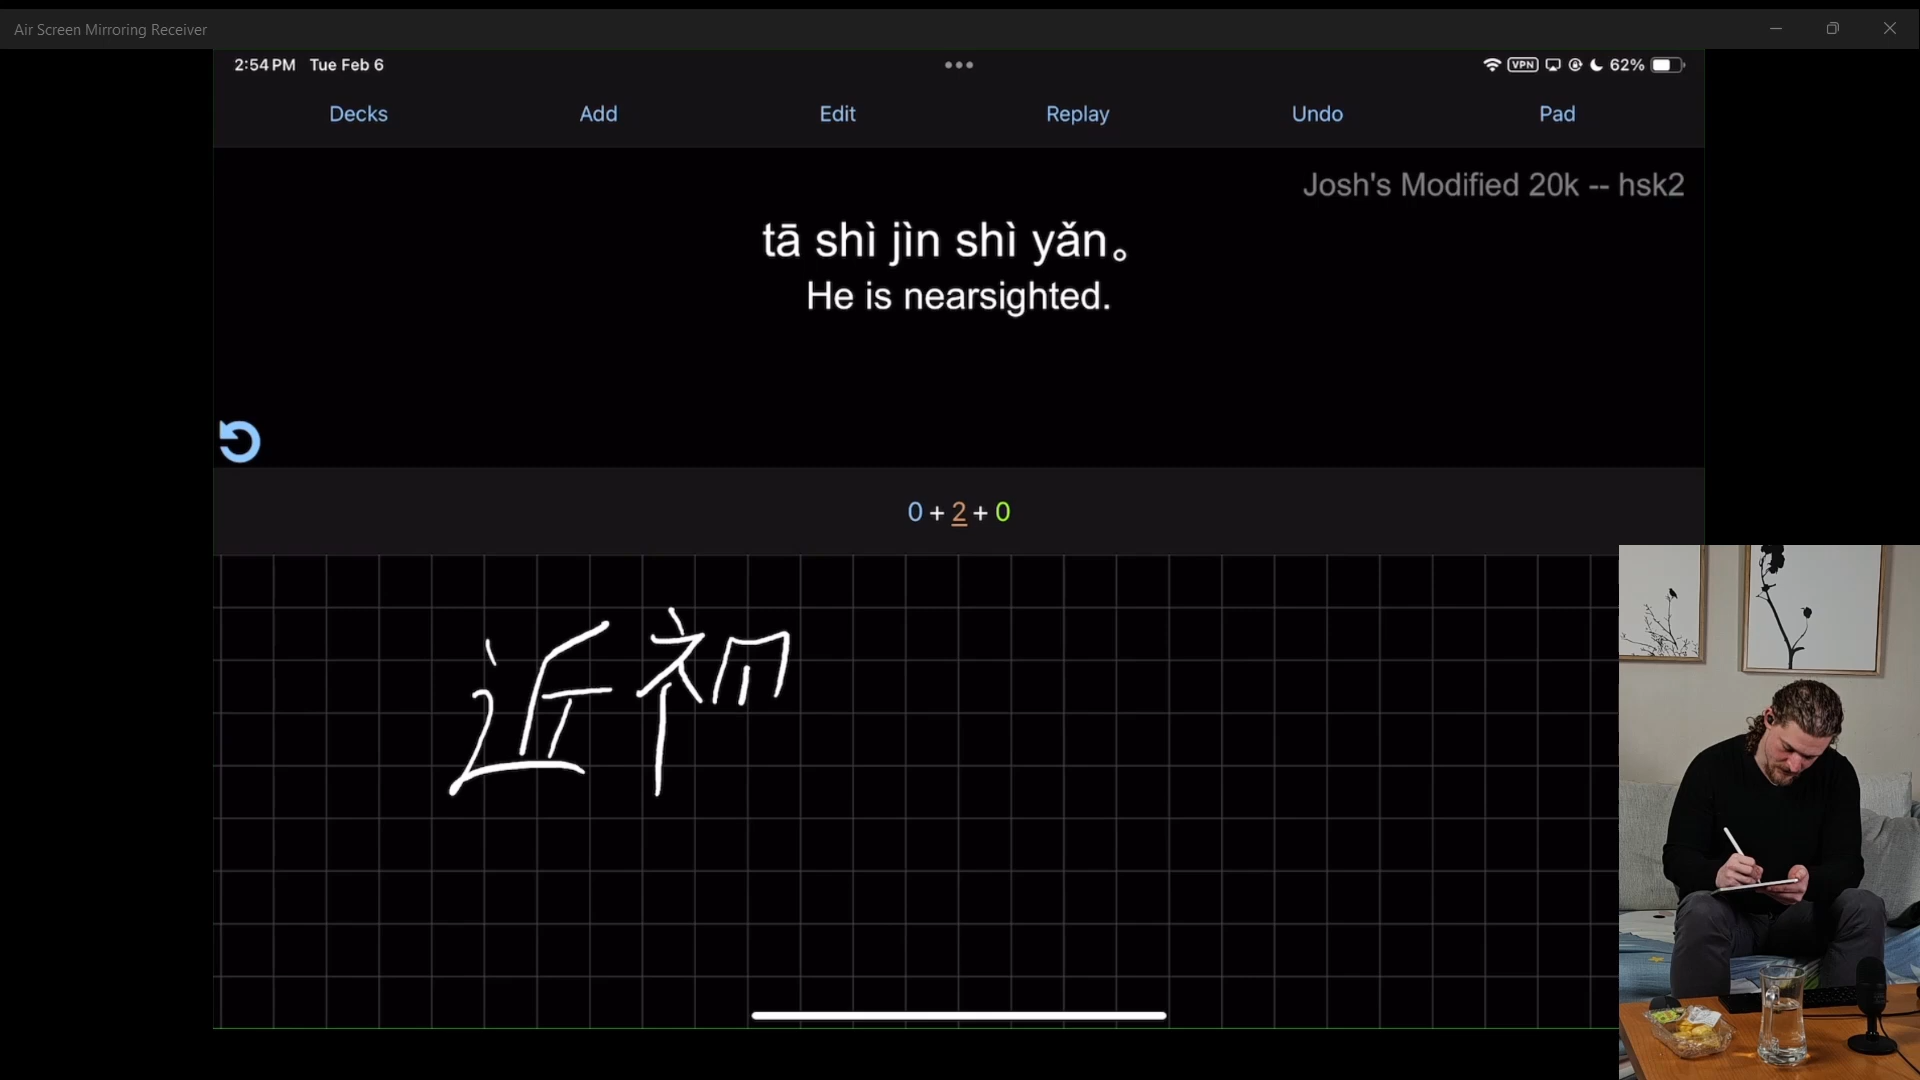 Air Screen Mirroring Receiver
2:54 PM Tue Feb 6
VPN 62%
Decks Add Edit Replay Undo Pad
Josh's Modified 20k -- hsk2
tā shì jìn shì yǎn。
He is nearsighted.
0 + 2 + 0
近